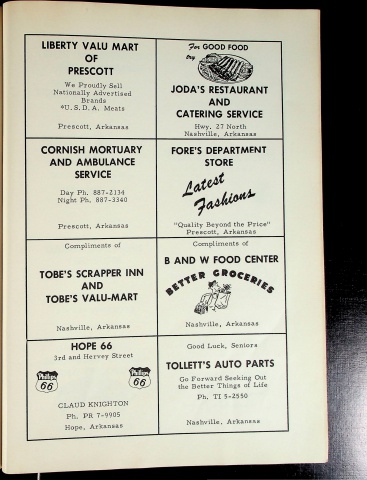 LIBERTY VALU MART
OF
PRESCOTT
We Proudly Sell
Nationally Advertised
Brands
*U.S.D.A. Meats
Prescott, Arkansas
For GOOD FOOD
try
JODA'S RESTAURANT
AND
CATERING SERVICE
Hwy. 27 North
Nashville, Arkansas
CORNISH MORTUARY
AND AMBULANCE
SERVICE
Day Ph. 887-2134
Night Ph. 887-3340
Prescott, Arkansas
FORE'S DEPARTMENT
STORE
Latest
Fashions
"Quality Beyond the Price"
Prescott, Arkansas
Compliments of
TOBE'S SCRAPPER INN
AND
TOBE'S VALU-MART
Nashville, Arkansas
Compliments of
B AND W FOOD CENTER
BETTER GROCERIES
Nashville, Arkansas
HOPE 66
3rd and Hervey Street
Phillips
66
Phillips
66
CLAUD KNIGHTON
Ph. PR 7-9905
Hope, Arkansas
Good Luck, Seniors
TOLLETT'S AUTO PARTS
Go Forward Seeking Out
the Better Things of Life
Ph. TI 5-2550
Nashville, Arkansas